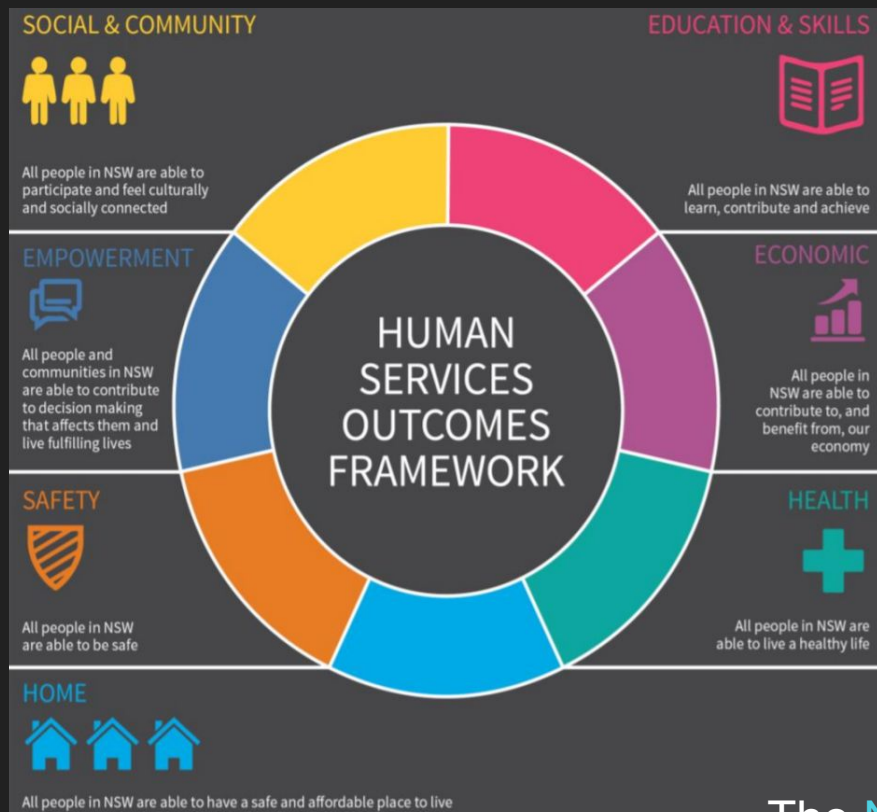 SOCIAL & COMMUNITY
All people in NSW are able to
participate and feel culturally
and socially connected
EDUCATION & SKILLS
All people in NSW are able to
learn, contribute and achieve
EMPOWERMENT
All people and
communities in NSW
are able to contribute
to decision making
that affects them and
live fulfilling lives
ECONOMIC
All people in
NSW are able to
contribute to, and
benefit from, our
economy
HUMAN
SERVICES
OUTCOMES
FRAMEWORK
SAFETY
All people in NSW
are able to be safe
HEALTH
All people in NSW are
able to live a healthy life
HOME
All people in NSW are able to have a safe and affordable place to live
The